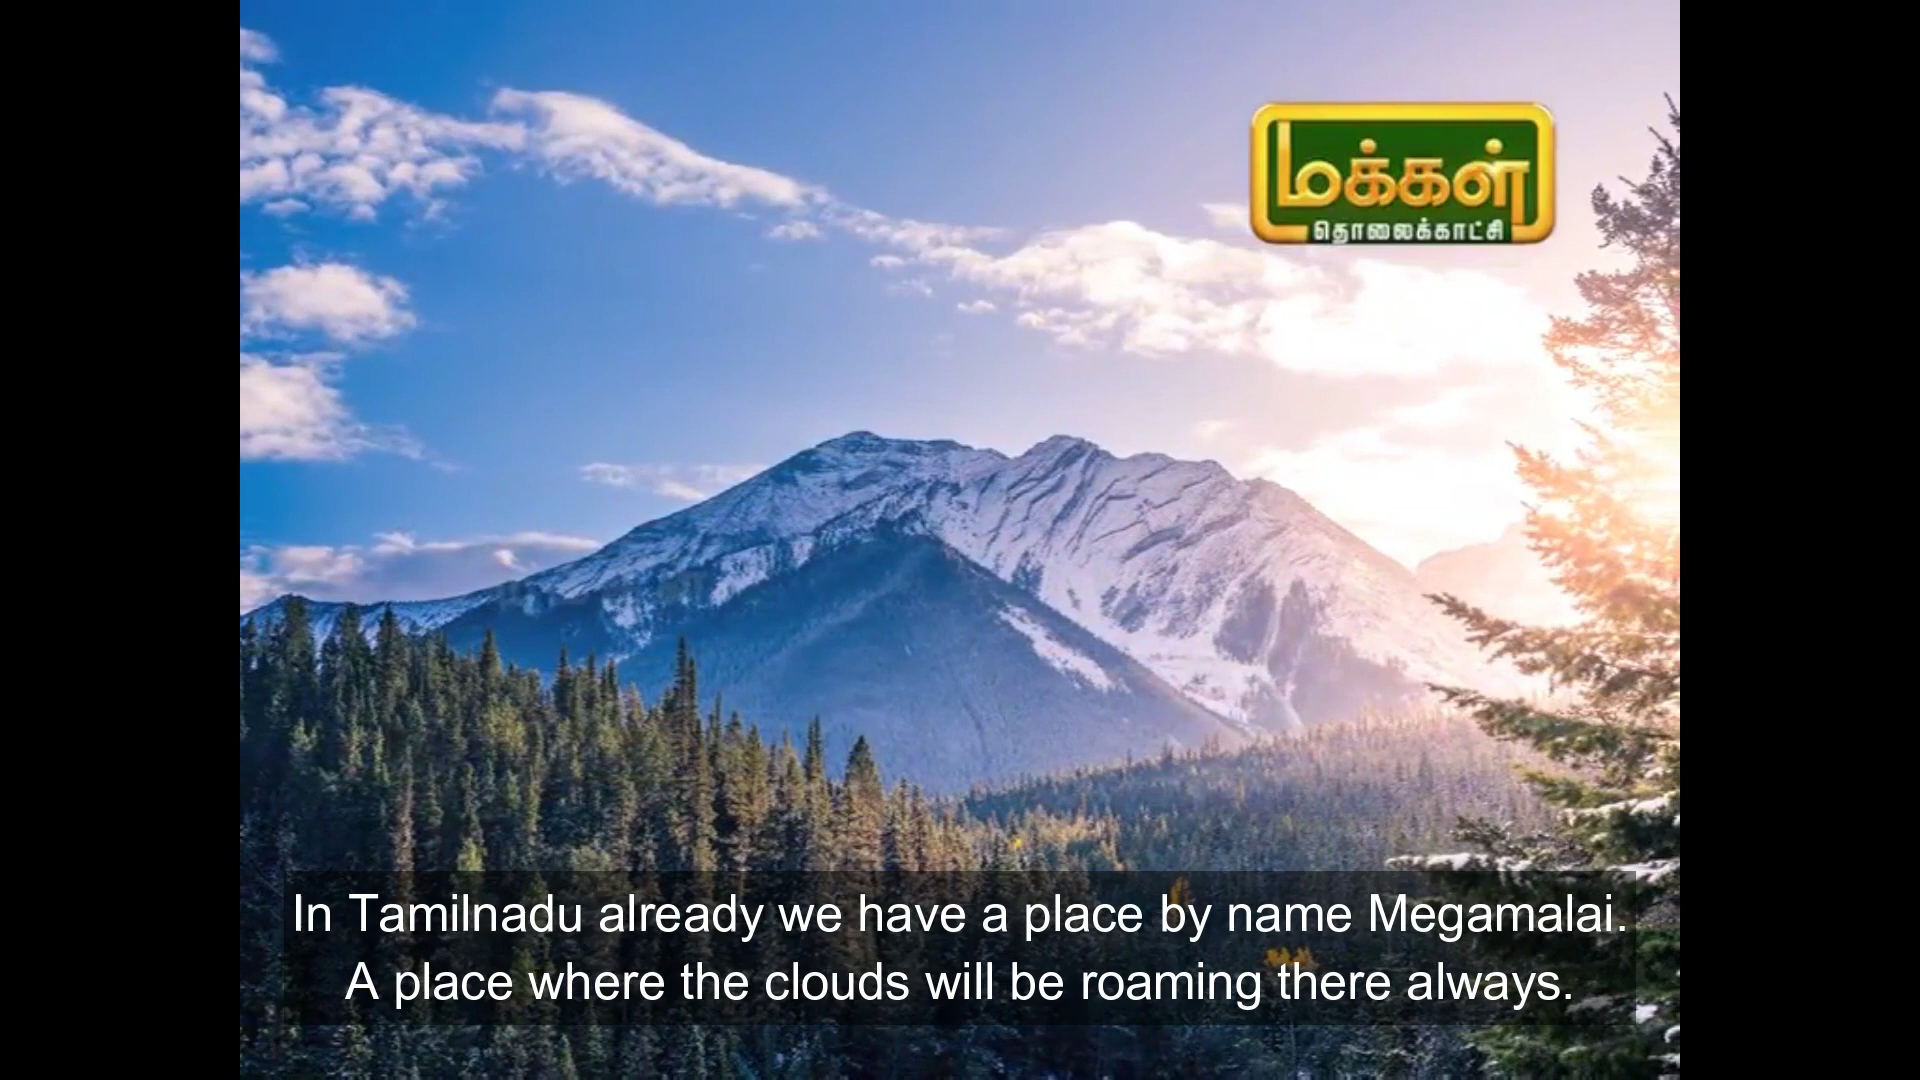 மக்கள்
தொலைக்காட்சி
In Tamilnadu already we have a place by name Megamalai.
A place where the clouds will be roaming there always.